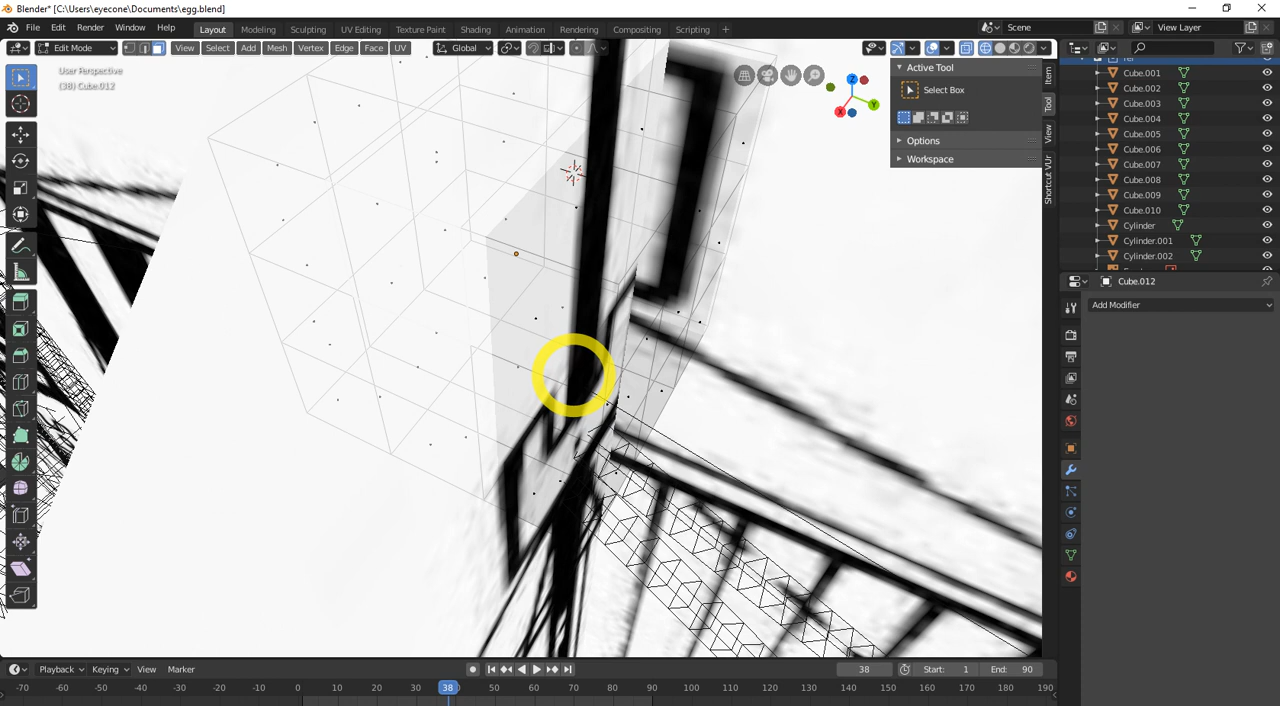 Blender* [C:\Users\eyecone\Documents\egg.blend]
File Edit Render Window Help Layout Modeling Sculpting UV Editing Texture Paint Shading Animation Rendering Compositing Scripting + Scene View Layer
Edit Mode View Select Add Mesh Vertex Edge Face UV Global
User Perspective
(38) Cube.012
Z
Y
X
Active Tool
Select Box
Options
Workspace
Item
Tool
View
Shortcut VUr
Cube.001
Cube.002
Cube.003
Cube.004
Cube.005
Cube.006
Cube.007
Cube.008
Cube.009
Cube.010
Cylinder
Cylinder.001
Cylinder.002
Cube.012
Add Modifier
Playback Keying View Marker 38 Start: 1 End: 90
-70 -60 -50 -40 -30 -20 -10 0 10 20 30 38 50 60 70 80 90 100 110 120 130 140 150 160 170 180 190